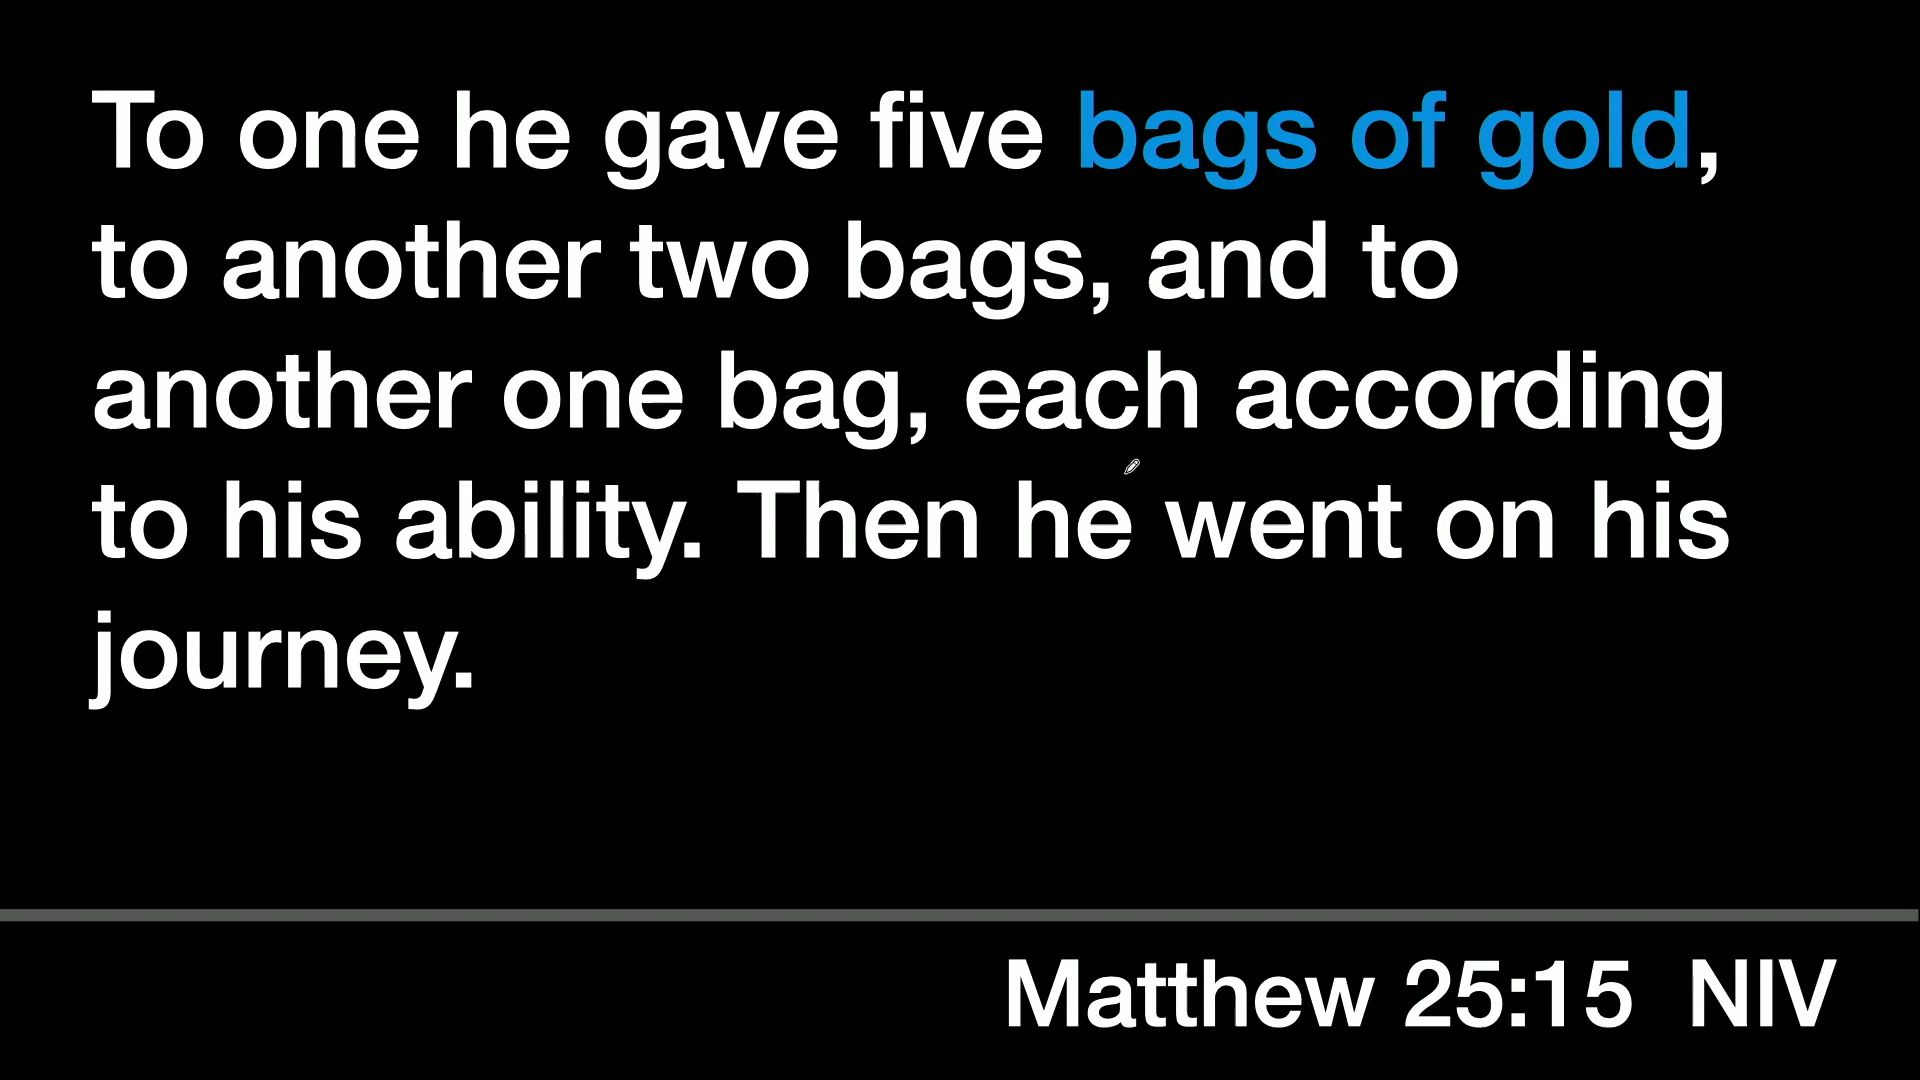 To one he gave five bags of gold,
to another two bags, and to
another one bag, each according
to his ability. Then he went on his
journey.
Matthew 25:15 NIV